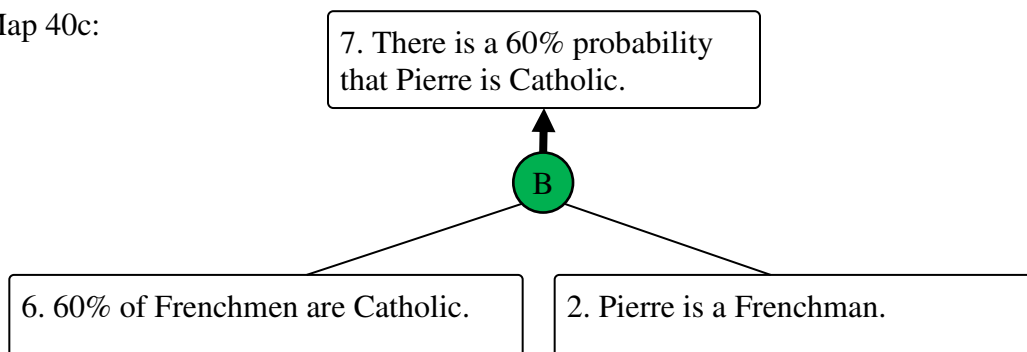 Map 40c:
7. There is a 60% probability
that Pierre is Catholic.
B
6. 60% of Frenchmen are Catholic.
2. Pierre is a Frenchman.